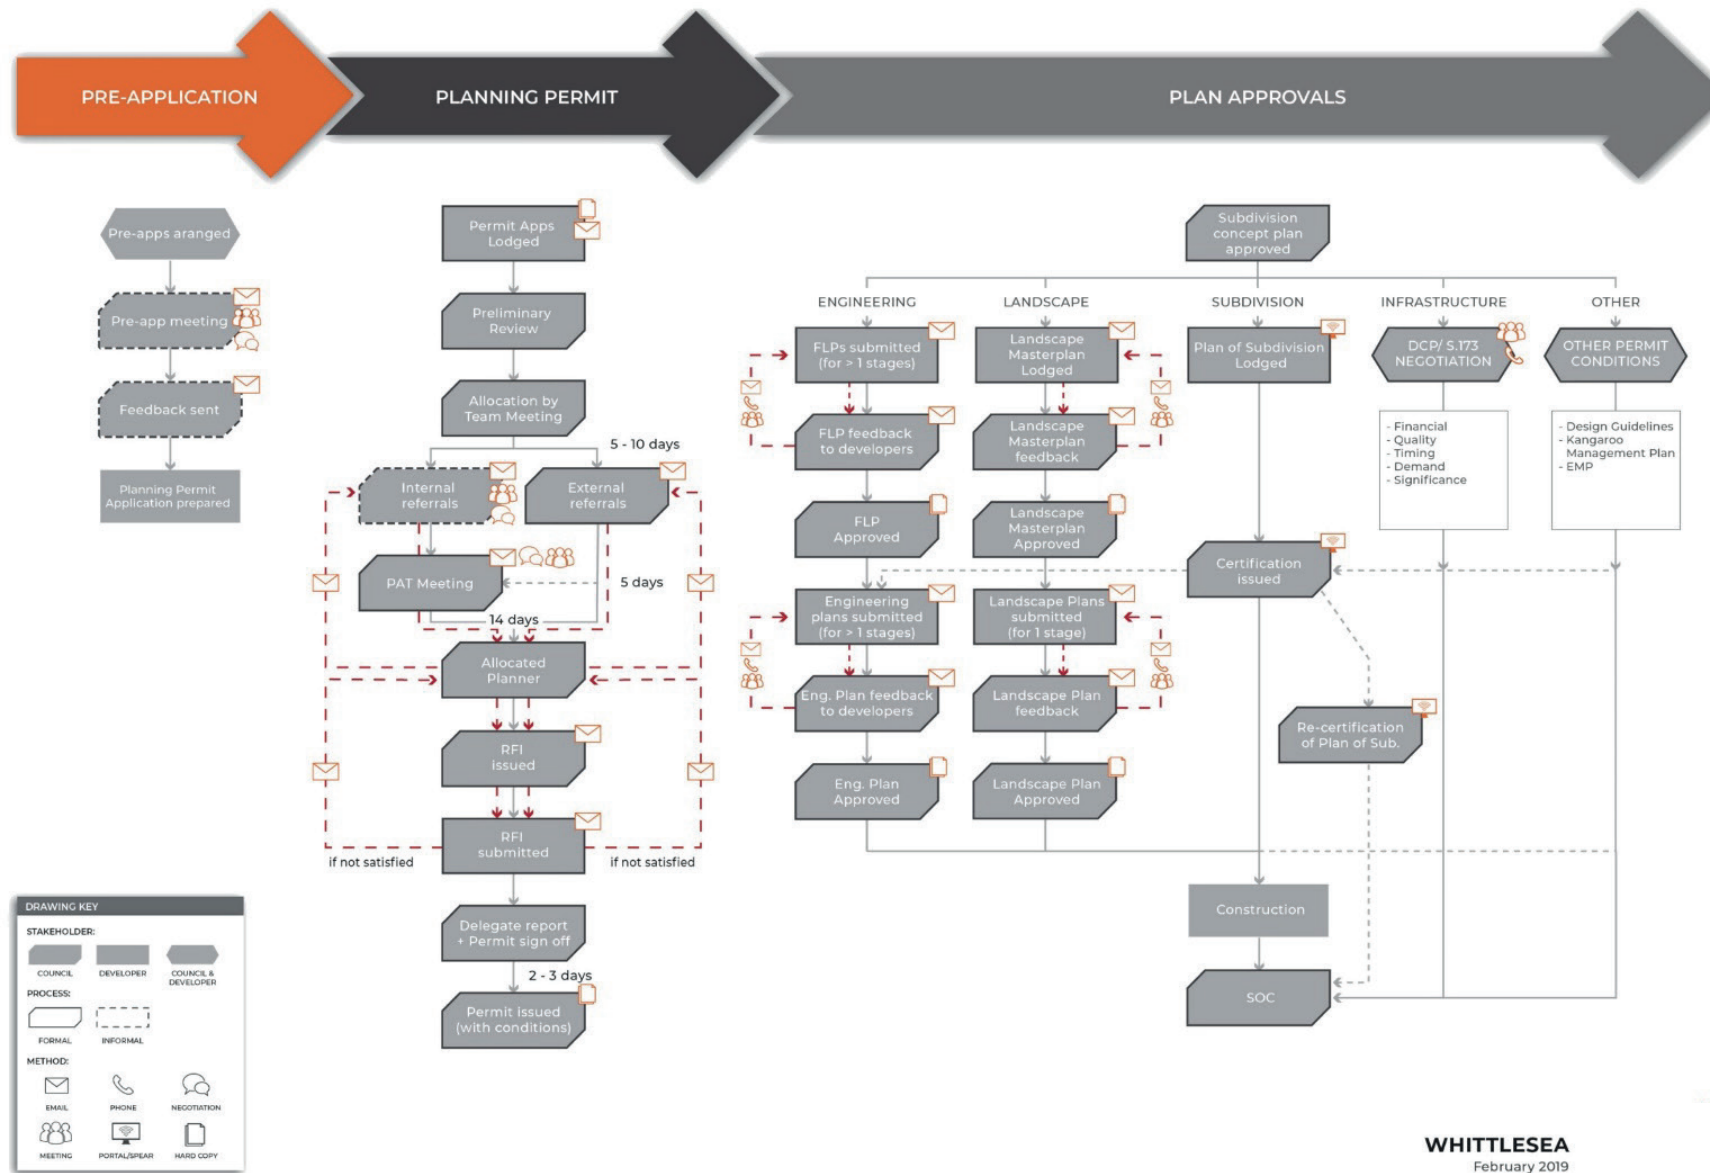 PRE-APPLICATION
PLANNING PERMIT
PLAN APPROVALS
Pre-apps aranged
Pre-app meeting
Feedback sent
Planning Permit
Application prepared
Permit Apps
Lodged
Preliminary
Review
Allocation by
Team Meeting
5 - 10 days
Internal
referrals
External
referrals
PAT Meeting
5 days
14 days
Allocated
Planner
RFI
issued
RFI
submitted
if not satisfied
if not satisfied
Delegate report
+ Permit sign off
2 - 3 days
Permit issued
(with conditions)
Subdivision
concept plan
approved
ENGINEERING
FLPs submitted
(for > 1 stages)
FLP feedback
to developers
FLP
Approved
Engineering
plans submitted
(for > 1 stages)
Eng. Plan feedback
to developers
Eng. Plan
Approved
LANDSCAPE
Landscape
Masterplan
Lodged
Landscape
Masterplan
feedback
Landscape
Masterplan
Approved
Landscape Plans
submitted
(for 1 stage)
Landscape Plan
feedback
Landscape Plan
Approved
SUBDIVISION
Plan of Subdivision
Lodged
Certification
issued
Re-certification
of Plan of Sub.
Construction
SOC
INFRASTRUCTURE
DCP/ S.173
NEGOTIATION
- Financial
- Quality
- Timing
- Demand
- Significance
OTHER
OTHER PERMIT
CONDITIONS
- Design Guidelines
- Kangaroo
Management Plan
- EMP
DRAWING KEY
STAKEHOLDER:
COUNCIL
DEVELOPER
COUNCIL &
DEVELOPER
PROCESS:
FORMAL
INFORMAL
METHOD:
EMAIL
PHONE
NEGOTIATION
MEETING
PORTAL/SPEAR
HARD COPY
WHITTLESEA
February 2019